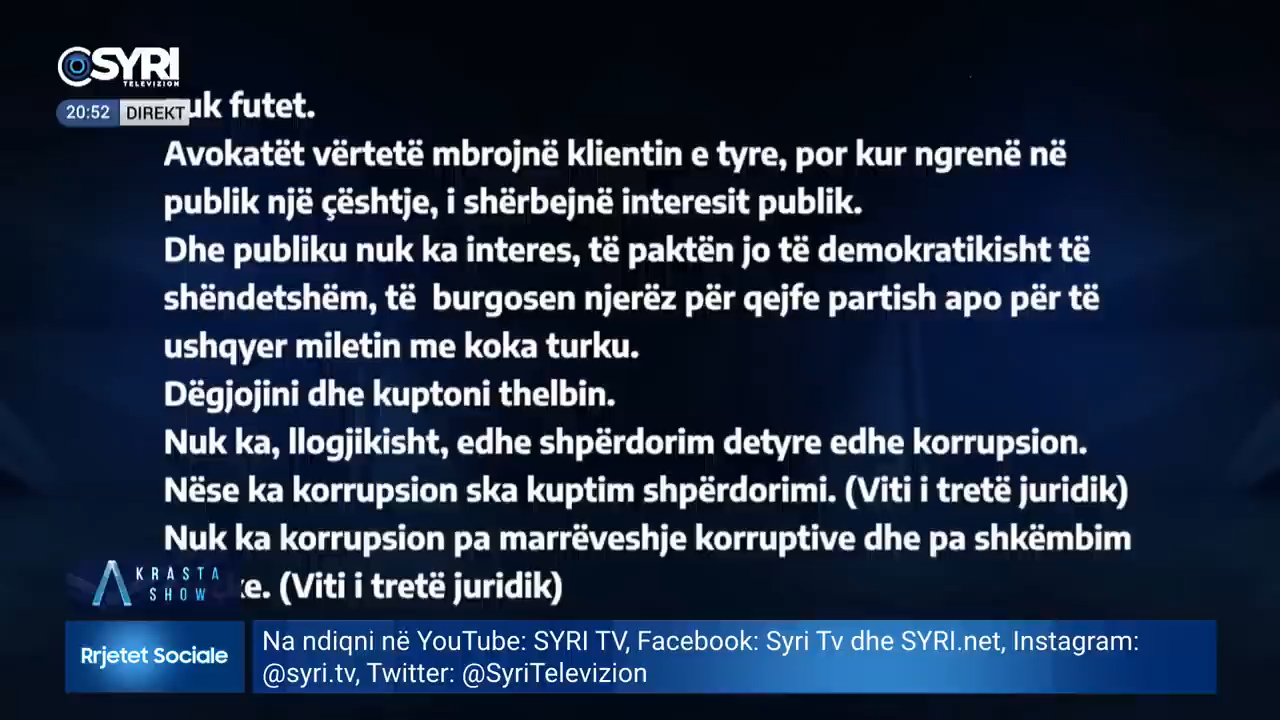 SYRI
TELEVIZION
20:52 DIREKT
futet.
Avokatët vërtetë mbrojnë klientin e tyre, por kur ngrenë në
publik një çështje, i shërbejnë interesit publik.
Dhe publiku nuk ka interes, të paktën jo të demokratikisht të
shëndetshëm, të burgosen njerëz për qejfe partish apo për të
ushqyer miletin me koka turku.
Dëgjojini dhe kuptoni thelbin.
Nuk ka, llogjikisht, edhe shpërdorim detyre edhe korrupsion.
Nëse ka korrupsion ska kuptim shpërdorimi. (Viti i tretë juridik)
Nuk ka korrupsion pa marrëveshje korruptive dhe pa shkëmbim
(Viti i tretë juridik)
KRASTA
SHOW
Rrjetet Sociale
Na ndiqni në YouTube: SYRI TV, Facebook: Syri Tv dhe SYRI.net, Instagram:
@syri.tv, Twitter: @SyriTelevizion